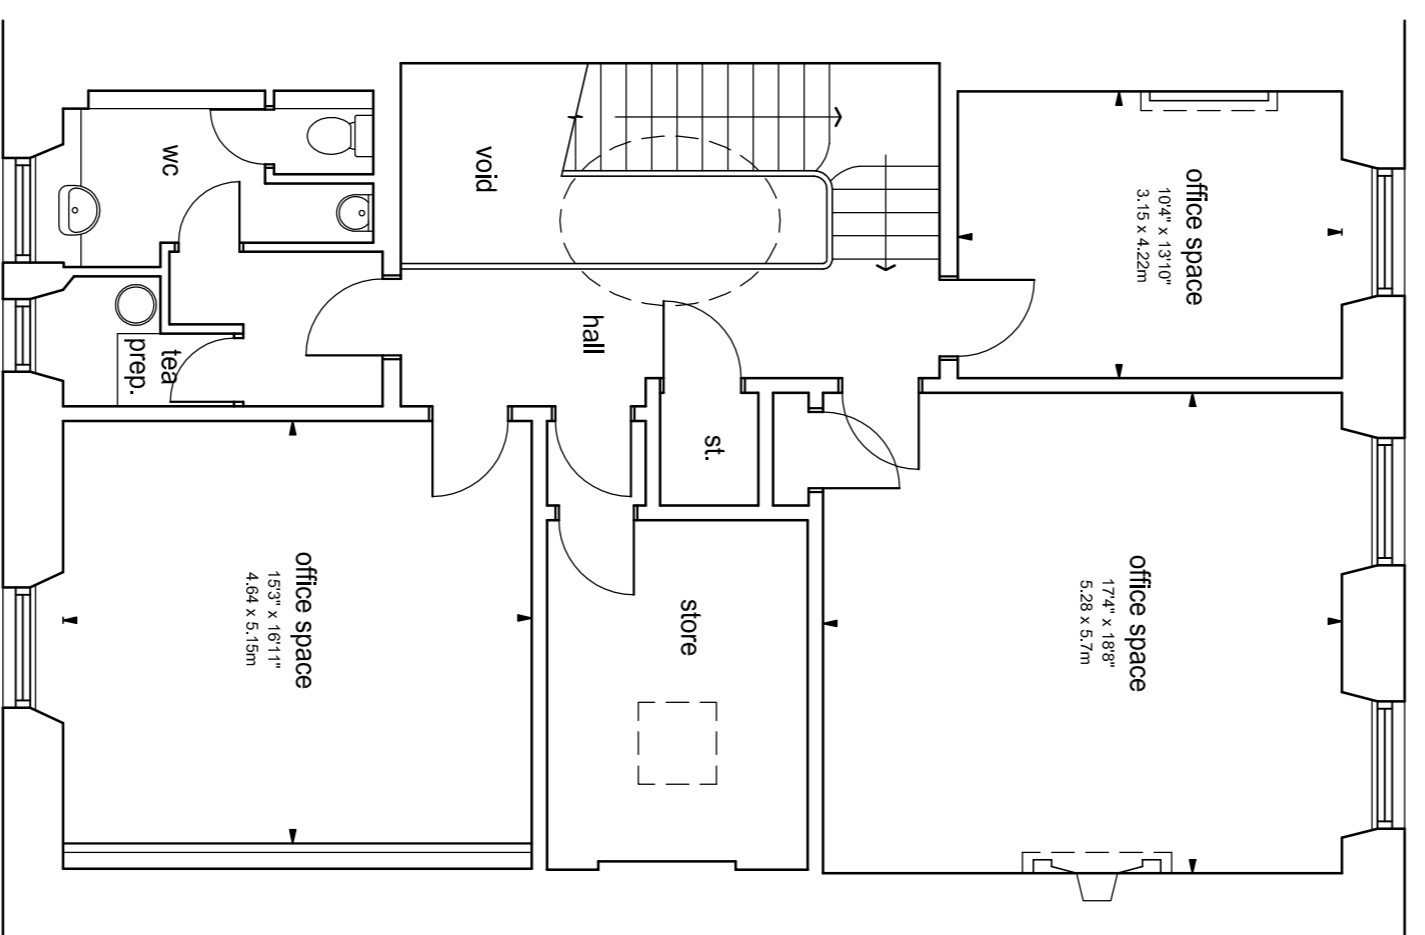 wc
void
office space
10'4" x 13'10"
3.15 x 4.22m
hall
tea
prep.
st.
office space
15'3" x 16'11"
4.64 x 5.15m
store
office space
17'4" x 18'8"
5.28 x 5.7m